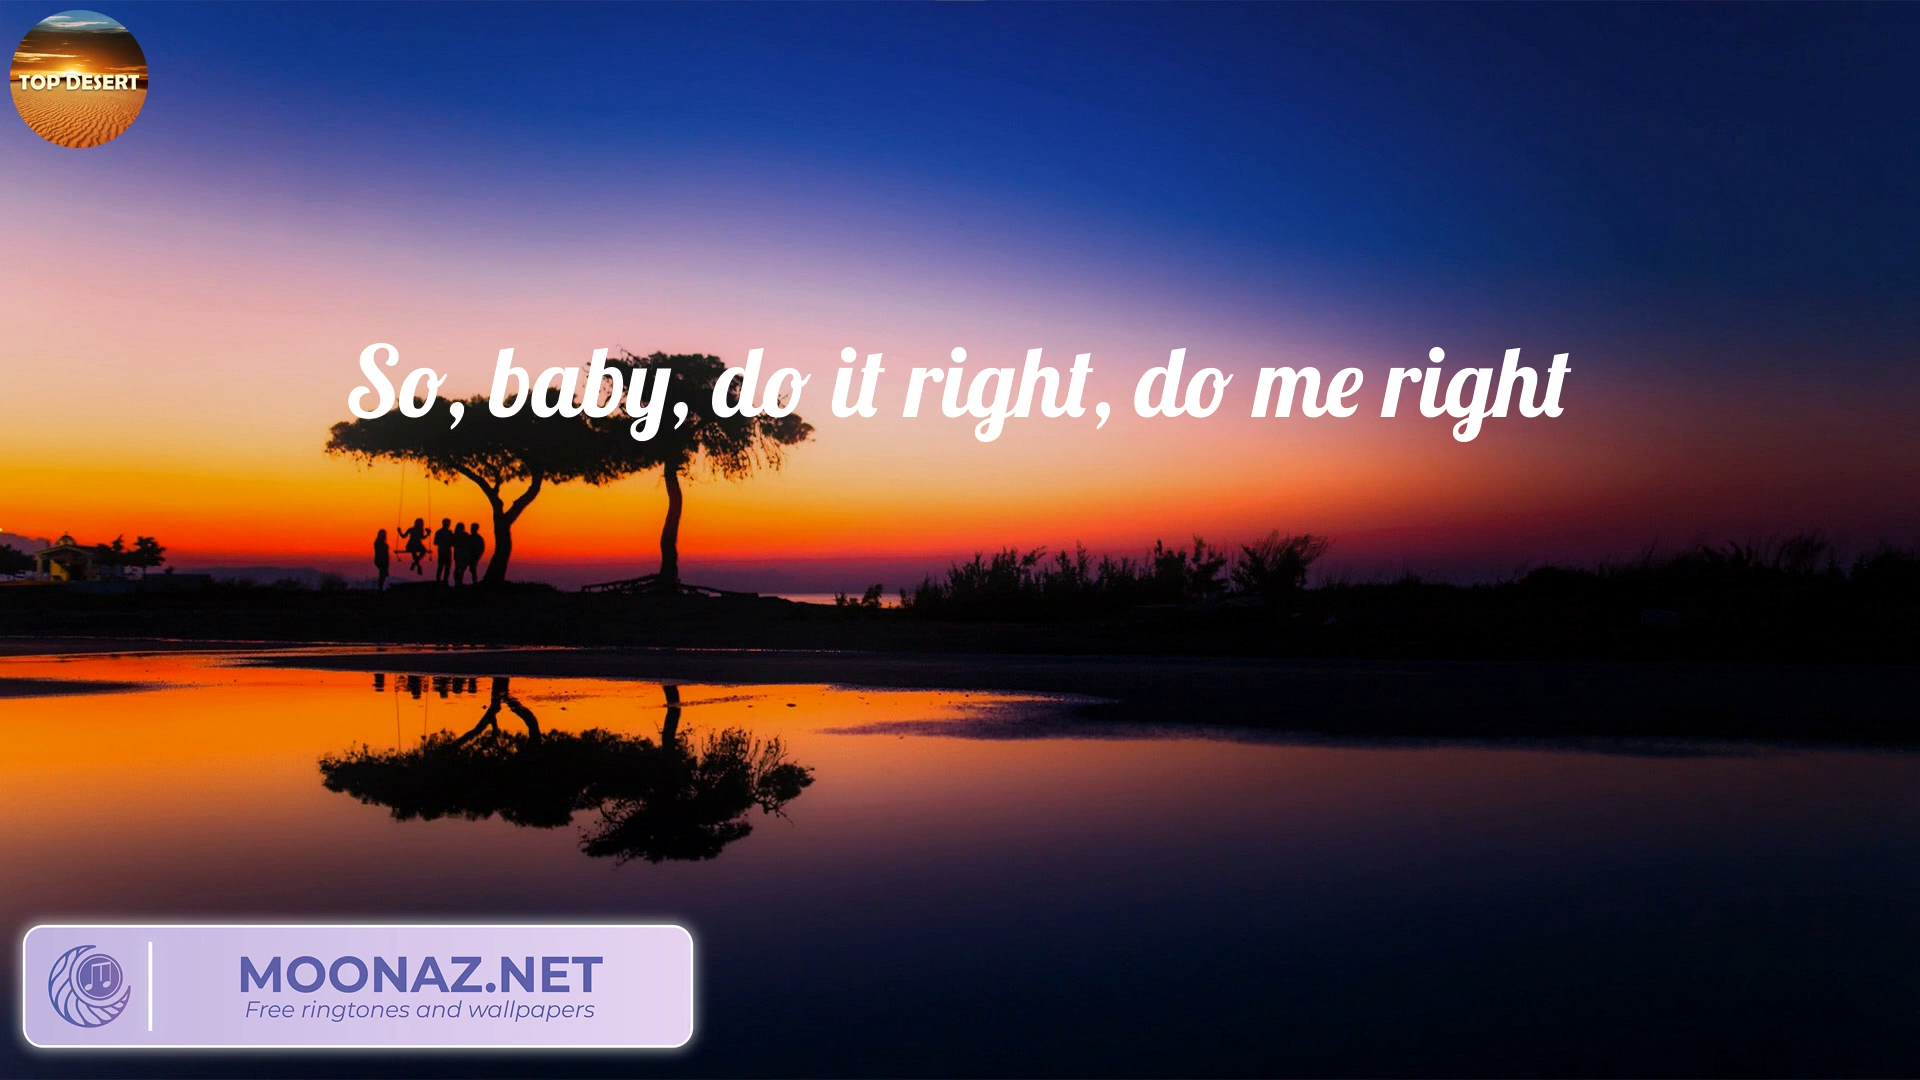 TOP DESERT
So, baby, do it right, do me right
MOONAZ.NET
Free ringtones and wallpapers